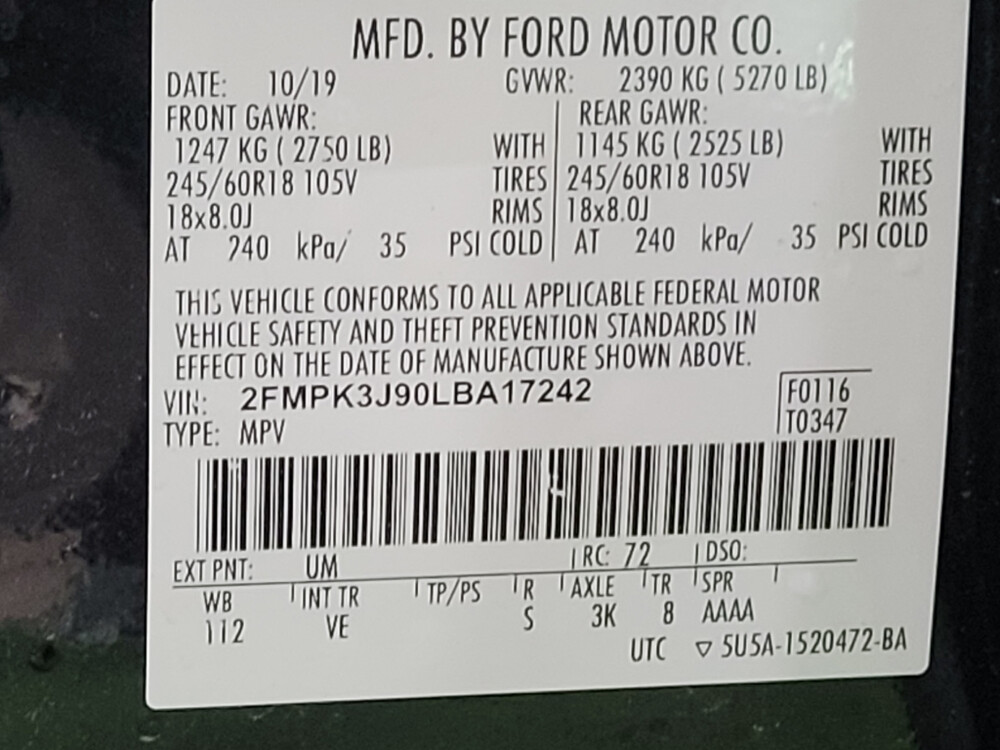 MFD. BY FORD MOTOR CO.
DATE: 10/19 GVWR: 2390 KG ( 5270 LB)
FRONT GAWR: REAR GAWR:
1247 KG ( 2750 LB) WITH 1145 KG ( 2525 LB) WITH
245/60R18 105V TIRES 245/60R18 105V TIRES
18x8.0J RIMS 18x8.0J RIMS
AT 240 kPa/ 35 PSI COLD AT 240 kPa/ 35 PSI COLD
THIS VEHICLE CONFORMS TO ALL APPLICABLE FEDERAL MOTOR
VEHICLE SAFETY AND THEFT PREVENTION STANDARDS IN
EFFECT ON THE DATE OF MANUFACTURE SHOWN ABOVE.
VIN: 2FMPK3J90LBA17242 F0116
TYPE: MPV T0347
EXT PNT: UM RC: 72 DSO:
WB INT TR TP/PS R AXLE TR SPR
112 VE S 3K 8 AAAA
UTC ▽ 5U5A-1520472-BA